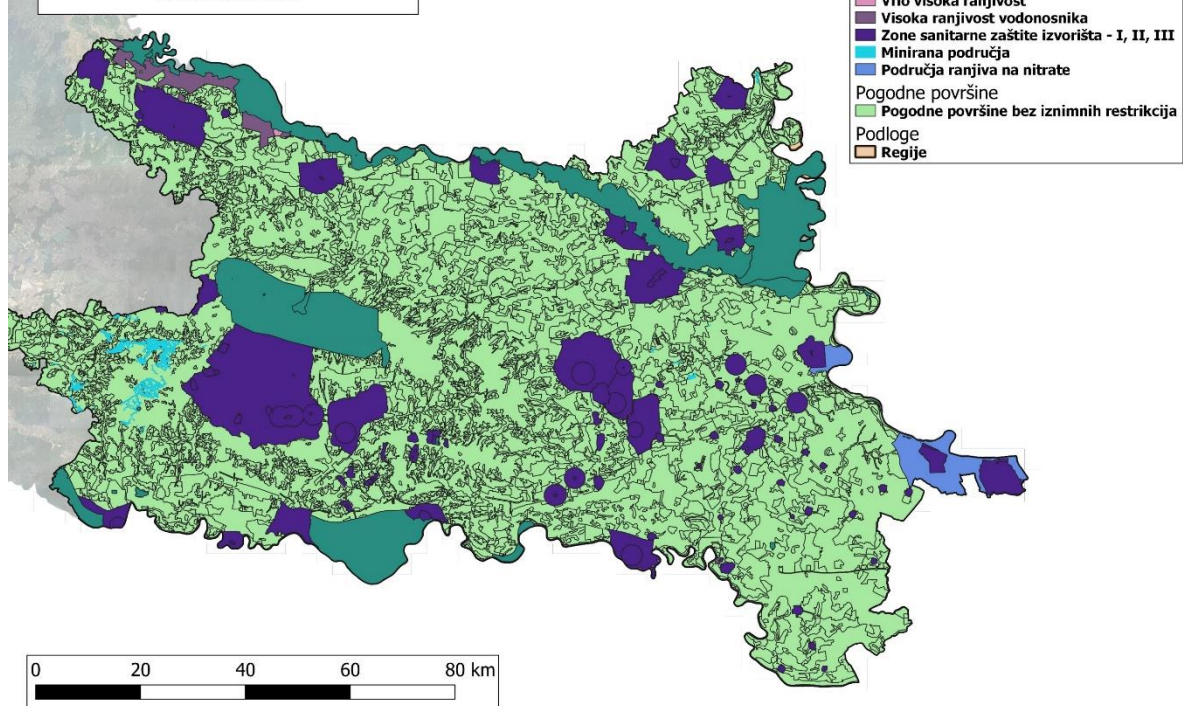 Vrlo visoka ranjivost
Visoka ranjivost vodonosnika
Zone sanitarne zaštite izvorišta - I, II, III
Minirana područja
Područja ranjiva na nitrate
Pogodne površine
Pogodne površine bez iznimnih restrikcija
Podloge
Regije
0 20 40 60 80 km